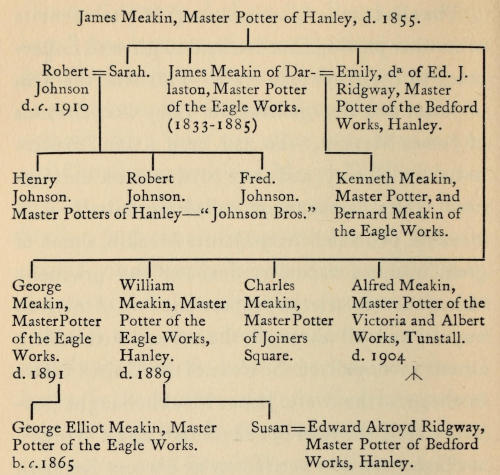 James Meakin, Master Potter of Hanley, d. 1855.
Robert
Johnson
d. c. 1910
=
Sarah.
James Meakin of Dar-
laston, Master Potter
of the Eagle Works.
(1833-1885)
=
Emily, dᵃ of Ed. J.
Ridgway, Master
Potter of the Bedford
Works, Hanley.
Henry
Johnson.
Robert
Johnson.
Fred.
Johnson.
Master Potters of Hanley—“Johnson Bros.”
Kenneth Meakin,
Master Potter, and
Bernard Meakin of
the Eagle Works.
George
Meakin,
Master Potter
of the Eagle
Works.
d. 1891
William
Meakin, Master
Potter of the
Eagle Works,
Hanley.
d. 1889
Charles
Meakin,
Master Potter
of Joiners
Square.
Alfred Meakin,
Master Potter of the
Victoria and Albert
Works, Tunstall.
d. 1904
George Elliot Meakin, Master
Potter of the Eagle Works.
b. c. 1865
Susan=Edward Akroyd Ridgway,
Master Potter of Bedford
Works, Hanley.